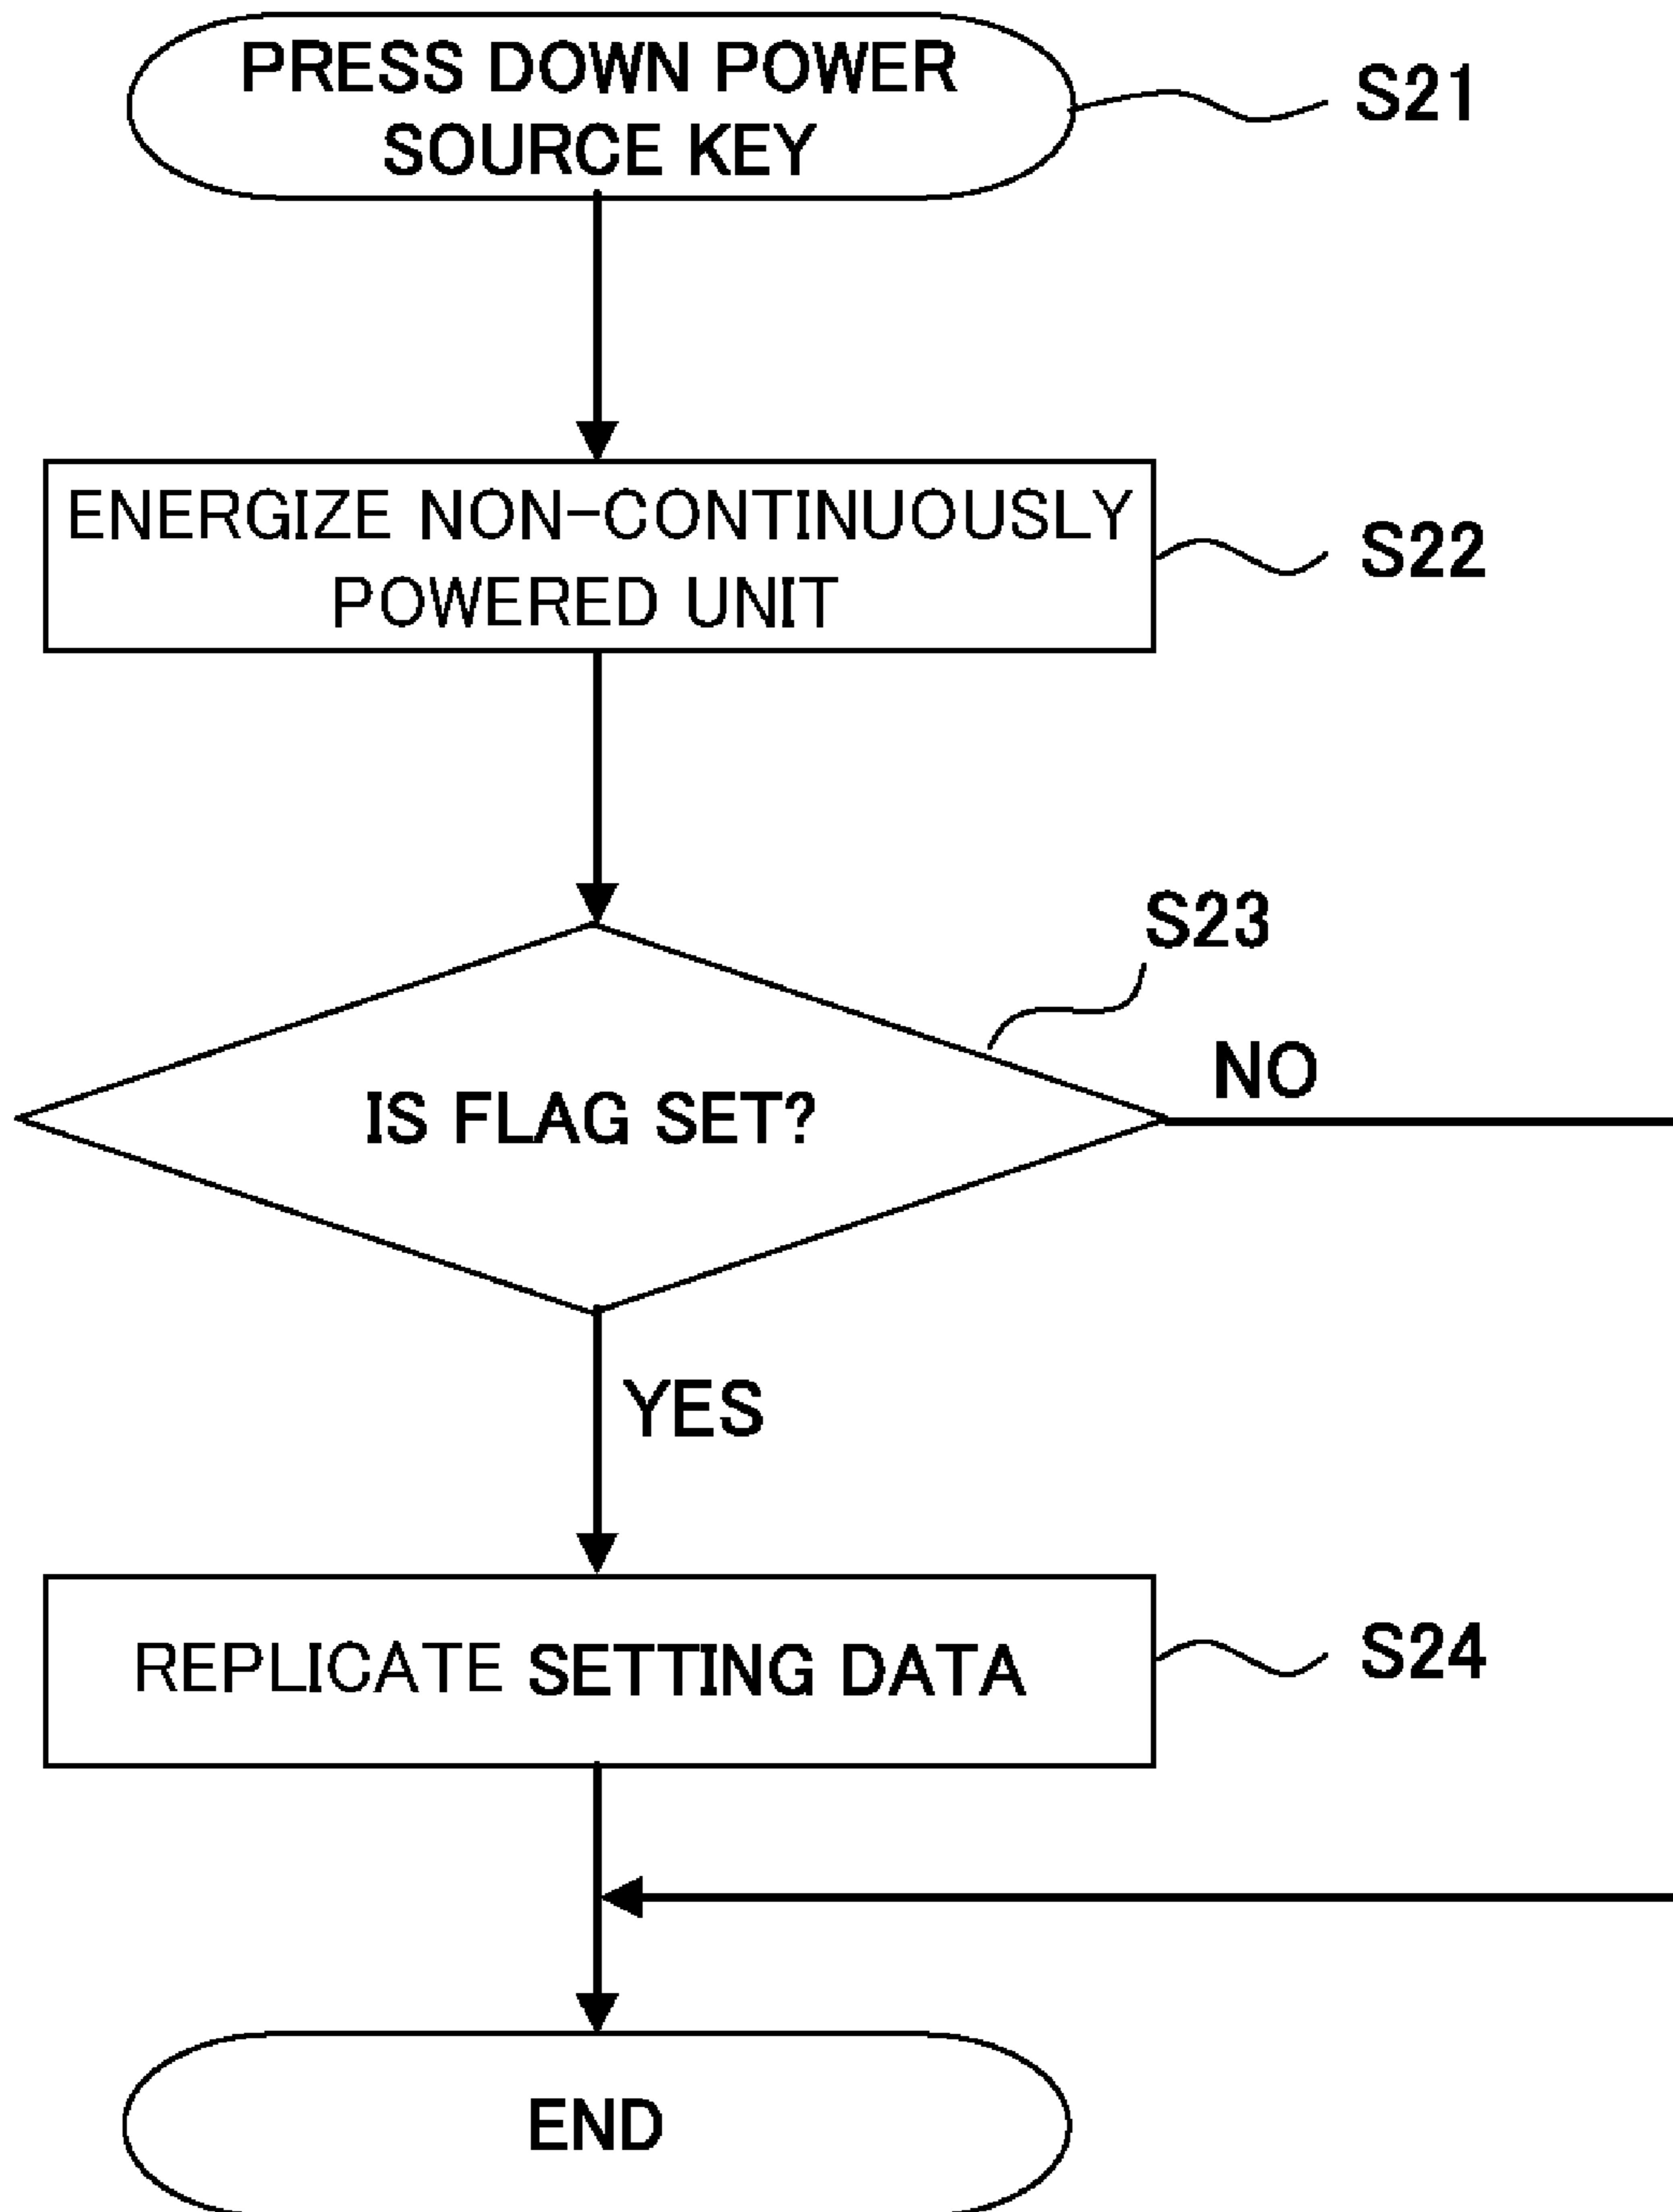 PRESS DOWN POWER
SOURCE KEY
S21
ENERGIZE NON-CONTINUOUSLY
POWERED UNIT
S22
S23
IS FLAG SET?
NO
YES
REPLICATE SETTING DATA
S24
END